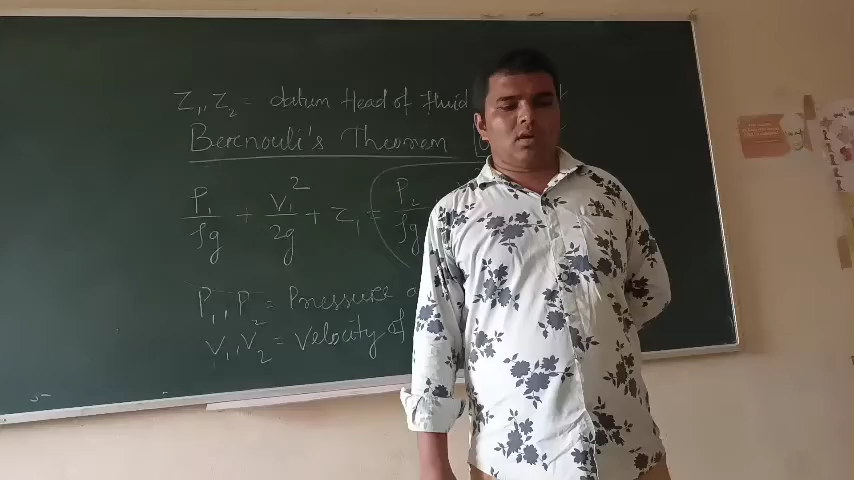 Z₁, Z₂ = datum Head of fluid
Berenouli's Theorem
P₁/ρg + V₁²/2g + Z₁ = P₂/ρg
P₁, P₂ = Pressure
V₁, V₂ = Velocity of